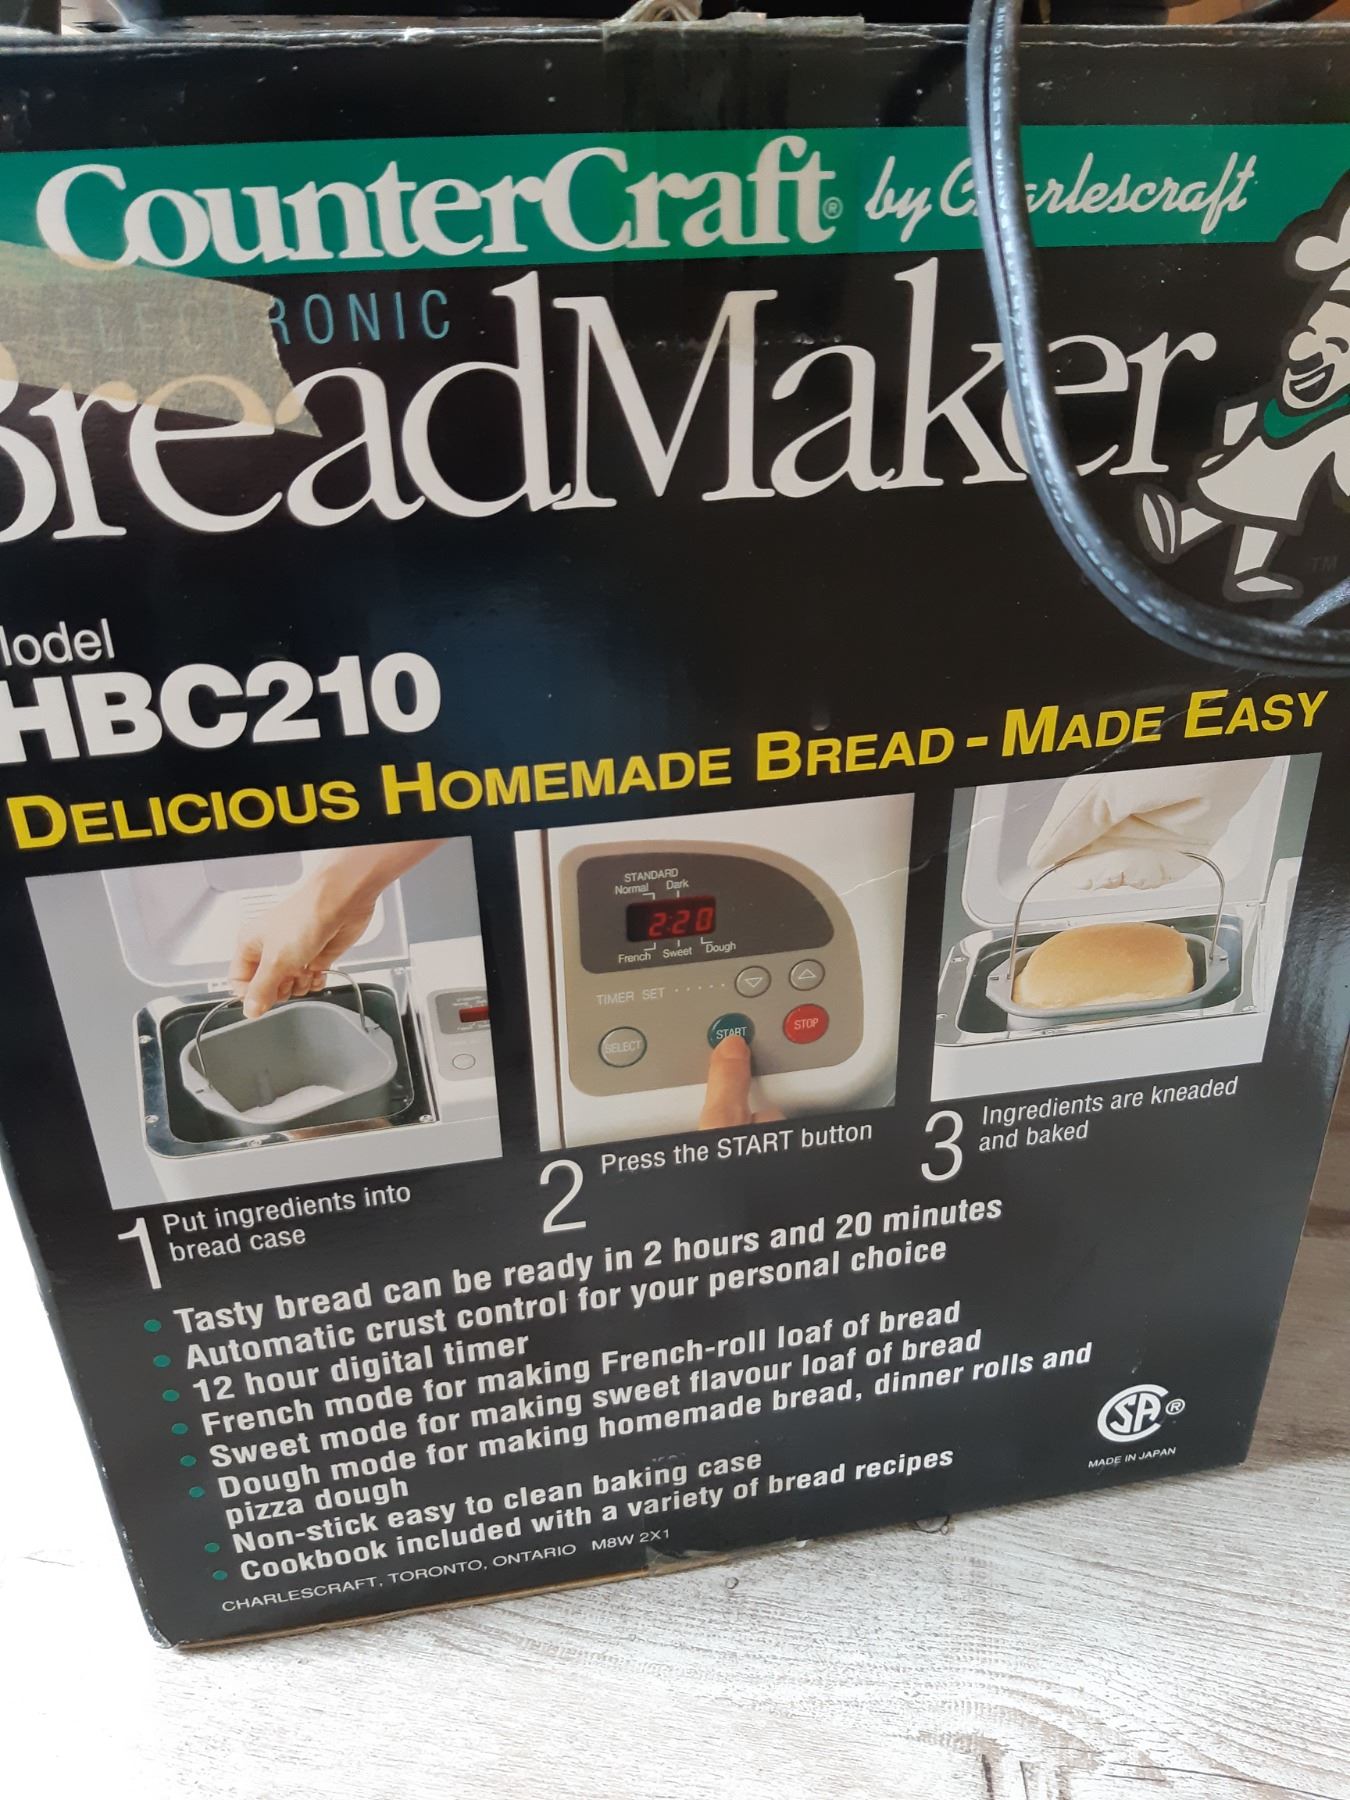 CounterCraft® by Charlescraft
ELECTRONIC
BreadMaker
TM
Model
HBC210
DELICIOUS HOMEMADE BREAD - MADE EASY
STANDARD
Normal Dark
2:20
French Sweet Dough
TIMER SET ......
SELECT START STOP
1 Put ingredients into
bread case
2 Press the START button
3 Ingredients are kneaded
and baked
• Tasty bread can be ready in 2 hours and 20 minutes
• Automatic crust control for your personal choice
• 12 hour digital timer
• French mode for making French-roll loaf of bread
• Sweet mode for making sweet flavour loaf of bread
• Dough mode for making homemade bread, dinner rolls and
pizza dough
• Non-stick easy to clean baking case
• Cookbook included with a variety of bread recipes
CHARLESCRAFT, TORONTO, ONTARIO M8W 2X1
SA®
MADE IN JAPAN